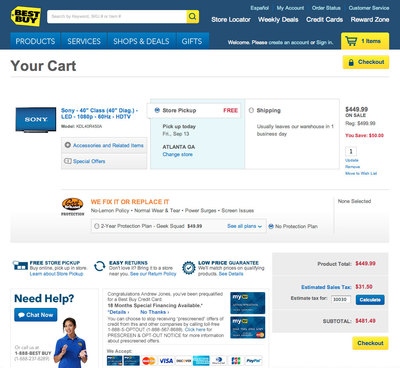 BEST BUY
Search by Keyword, SKU # or Item #
Español My Account Order Status Customer Service
Store Locator Weekly Deals Credit Cards Reward Zone
PRODUCTS SERVICES SHOPS & DEALS GIFTS
Welcome. Please create an account or Sign in.
1 Items
Your Cart
Checkout
SONY
Sony - 40" Class (40" Diag.) -
LED - 1080p - 60Hz - HDTV
Model: KDL40R450A
Accessories and Related Items
Special Offers
Store Pickup FREE
Pick up today
Fri., Sep 13
ATLANTA GA
Change store
Shipping
Usually leaves our warehouse in 1
business day
$449.99
ON SALE
Reg: $499.99
You Save: $50.00
1
Update
Remove
Move to Wish List
PROTECTION
WE FIX IT OR REPLACE IT
No-Lemon Policy • Normal Wear & Tear • Power Surges • Screen Issues
2-Year Protection Plan - Geek Squad $49.99
See all plans
No Protection Plan
None Selected
FREE STORE PICKUP
Buy online, pick up in store.
Learn about Store Pickup
EASY RETURNS
Don't love it? Bring it to a store
near you. See our Return Policy
LOW PRICE GUARANTEE
We'll match prices on qualifying
products. See Details.
Product Total: $449.99
Estimated Sales Tax: $31.50
Estimate tax for: 30030
Calculate
SUBTOTAL: $481.49
Checkout
Need Help?
Chat Now
Or call us at
1-888-BEST BUY
(1-888-237-8289)
Congratulations Andrew Jones, you've been prequalified
for a Best Buy Credit Card.
18 Months Special Financing Available.*
*Details › No Thanks ›
You can choose to stop receiving "prescreened" offers of
credit from this and other companies by calling toll-free
1-888-5-OPTOUT (1-888-567-8688). Click here for
PRESCREEN & OPT-OUT NOTICE for more information
about prescreened offers.
We Accept:
VISA
PayPal